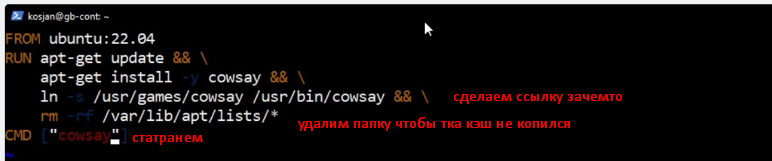 kosjan@gb-cont: ~
FROM ubuntu:22.04
RUN apt-get update && \
apt-get install -y cowsay && \
ln -s /usr/games/cowsay /usr/bin/cowsay && \ сделаем ссылку зачемто
rm -rf /var/lib/apt/lists/* удалим папку чтобы тка кэш не копился
CMD ["cowsay"] статранем
~